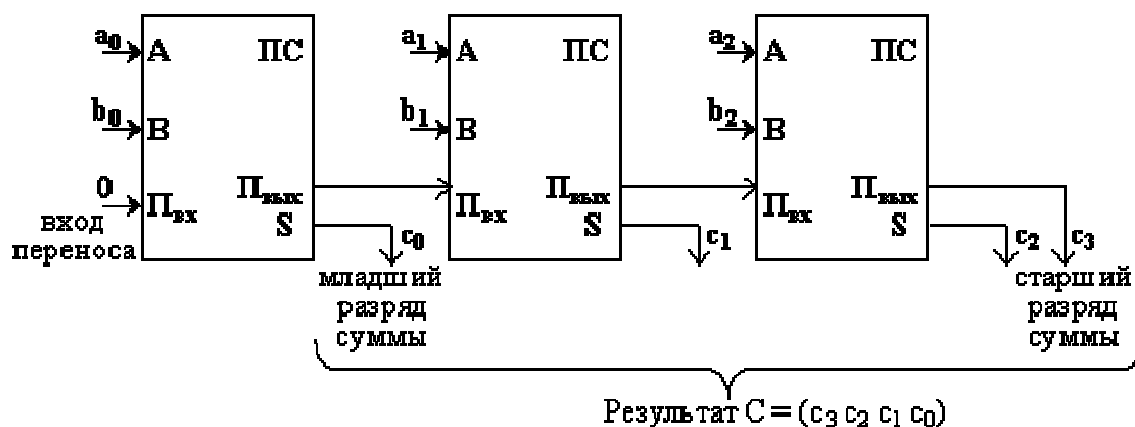 a₀ A ПС
b₀ B
0 Пвх Пвых
вход
переноса
S c₀
младший
разряд
суммы
a₁ A ПС
b₁ B
Пвх Пвых
S c₁
a₂ A ПС
b₂ B
Пвх Пвых
S c₂ c₃
старший
разряд
суммы
Результат C = (c₃ c₂ c₁ c₀)